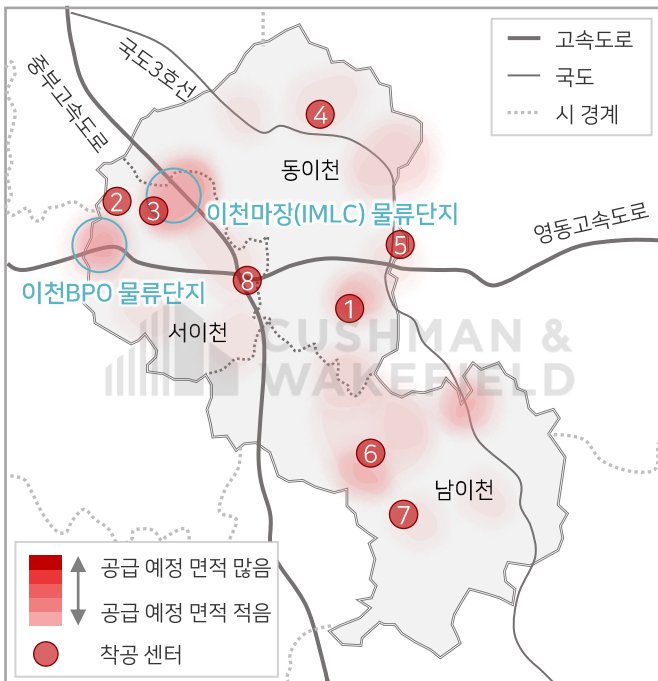 고속도로
국도
시 경계
국도3호선
중부고속도로
4
동이천
2
3
이천마장(IMLC) 물류단지
5
영동고속도로
8
이천BPO 물류단지
1
서이천
CUSHMAN &
WAKEFIELD
6
남이천
7
공급 예정 면적 많음
공급 예정 면적 적음
착공 센터